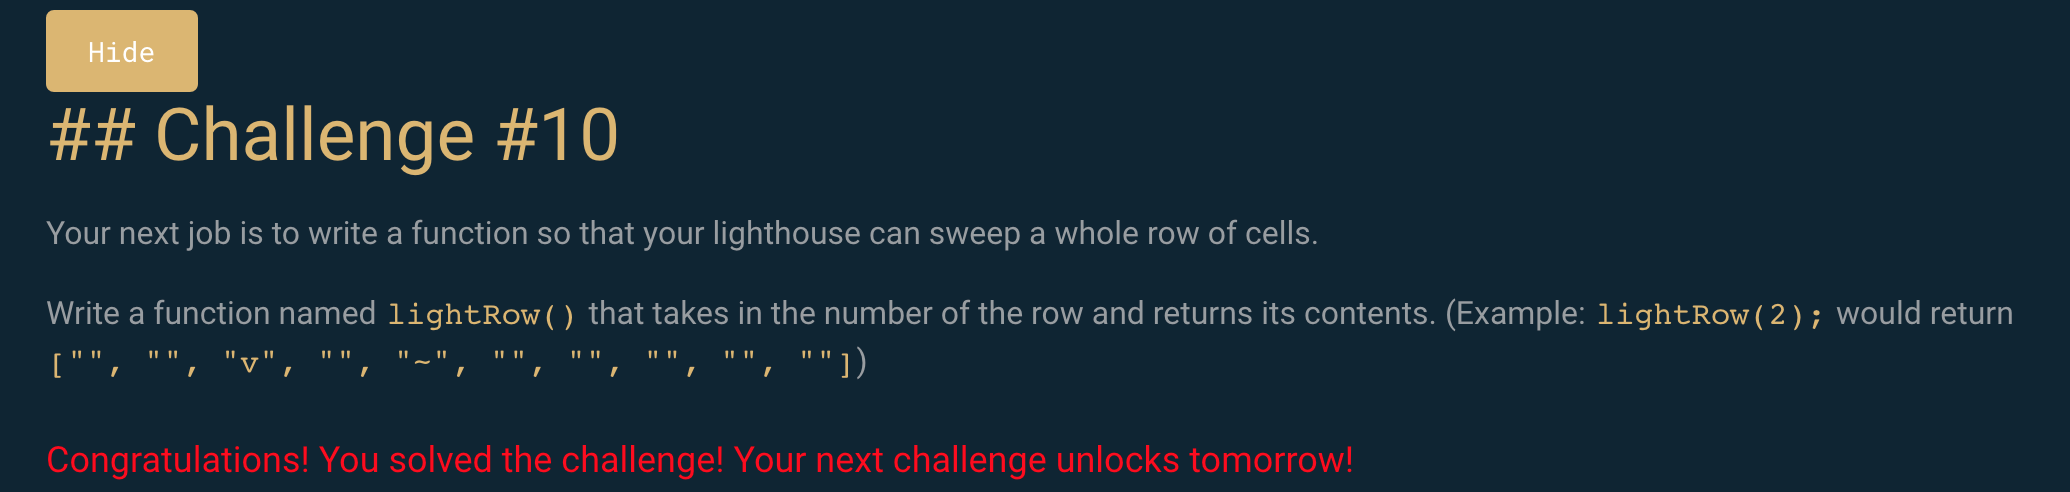 Hide
## Challenge #10
Your next job is to write a function so that your lighthouse can sweep a whole row of cells.
Write a function named lightRow() that takes in the number of the row and returns its contents. (Example: lightRow(2); would return
["", "", "v", "", "~", "", "", "", "", ""])
Congratulations! You solved the challenge! Your next challenge unlocks tomorrow!